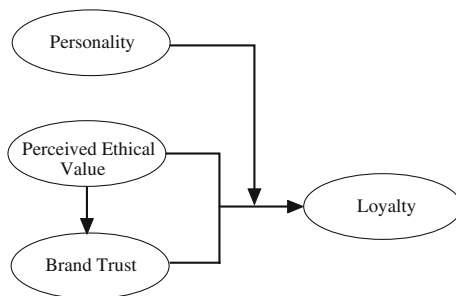 Personality
Perceived Ethical
Value
Loyalty
Brand Trust